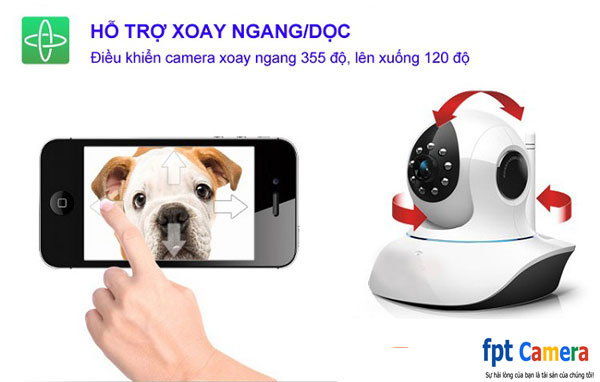 HỖ TRỢ XOAY NGANG/DỌC
Điều khiển camera xoay ngang 355 độ, lên xuống 120 độ
fpt Camera
Sự hài lòng của bạn là tài sản của chúng tôi!